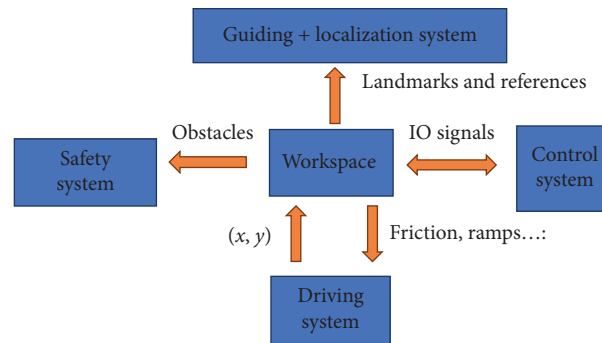 Guiding + localization system
Landmarks and references
Obstacles
IO signals
Safety
system
Workspace
Control
system
(x, y)
Friction, ramps...:
Driving
system